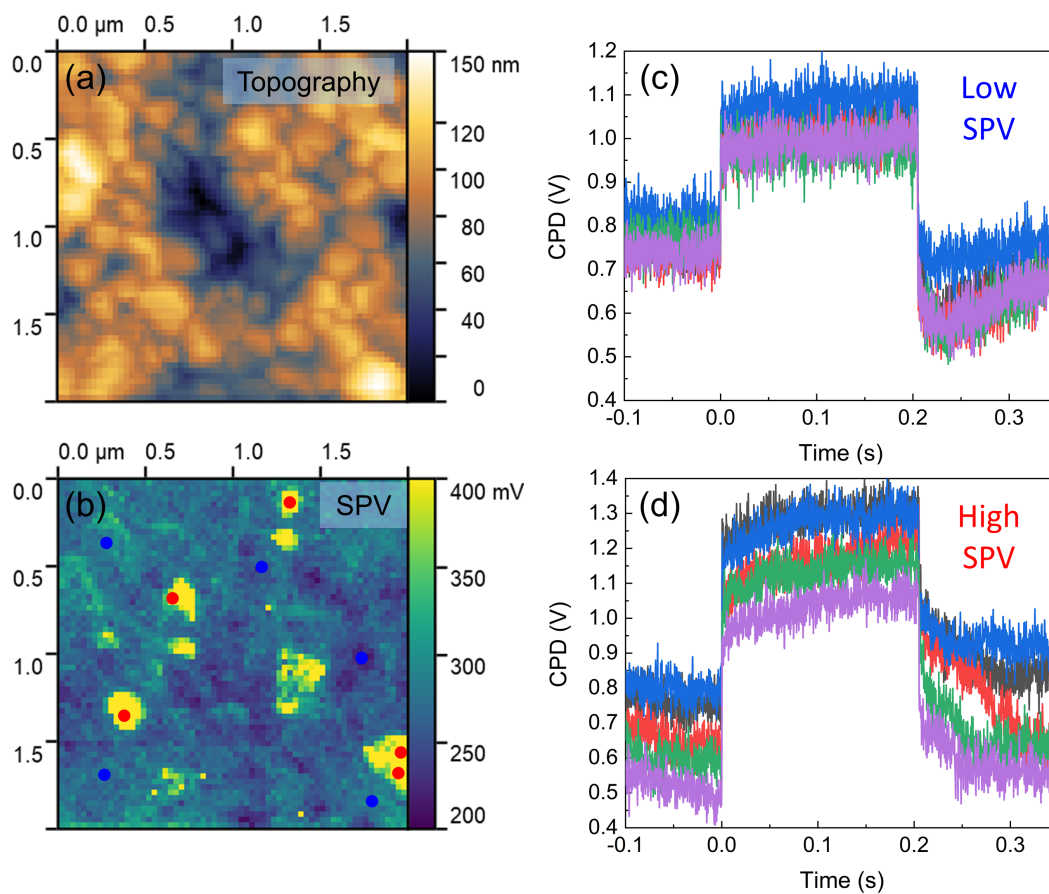 0.0 µm 0.5 1.0 1.5
0.0
0.5
1.0
1.5
(a)
Topography
150 nm
120
100
80
60
40
20
0
(c)
Low
SPV
1.2
1.1
1.0
0.9
0.8
0.7
0.6
0.5
0.4
CPD (V)
-0.1 0.0 0.1 0.2 0.3
Time (s)
0.0 µm 0.5 1.0 1.5
0.0
0.5
1.0
1.5
(b)
SPV
400 mV
350
300
250
200
(d)
High
SPV
1.4
1.3
1.2
1.1
1.0
0.9
0.8
0.7
0.6
0.5
0.4
CPD (V)
-0.1 0.0 0.1 0.2 0.3
Time (s)